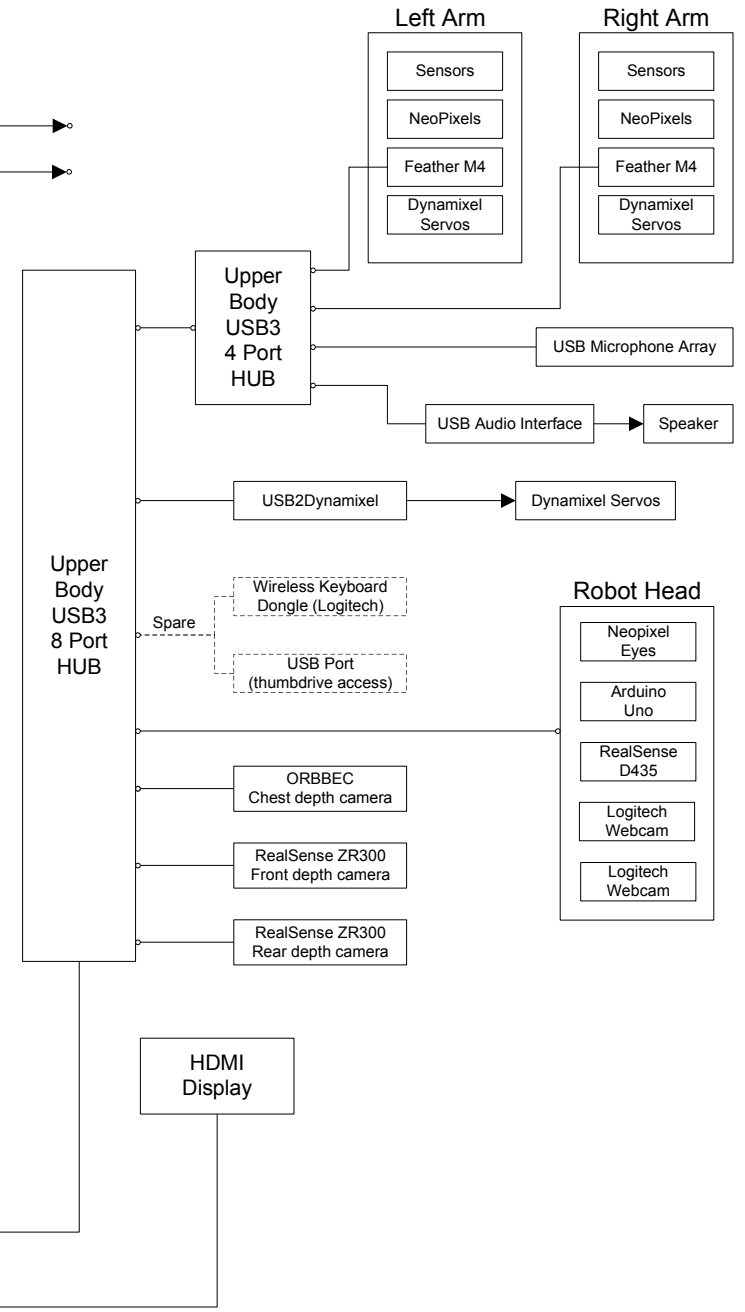 Left Arm
Sensors
NeoPixels
Feather M4
Dynamixel
Servos
Right Arm
Sensors
NeoPixels
Feather M4
Dynamixel
Servos
Upper
Body
USB3
4 Port
HUB
USB Microphone Array
USB Audio Interface
Speaker
USB2Dynamixel
Dynamixel Servos
Upper
Body
USB3
8 Port
HUB
Spare
Wireless Keyboard
Dongle (Logitech)
USB Port
(thumbdrive access)
Robot Head
Neopixel
Eyes
Arduino
Uno
RealSense
D435
Logitech
Webcam
Logitech
Webcam
ORBBEC
Chest depth camera
RealSense ZR300
Front depth camera
RealSense ZR300
Rear depth camera
HDMI
Display